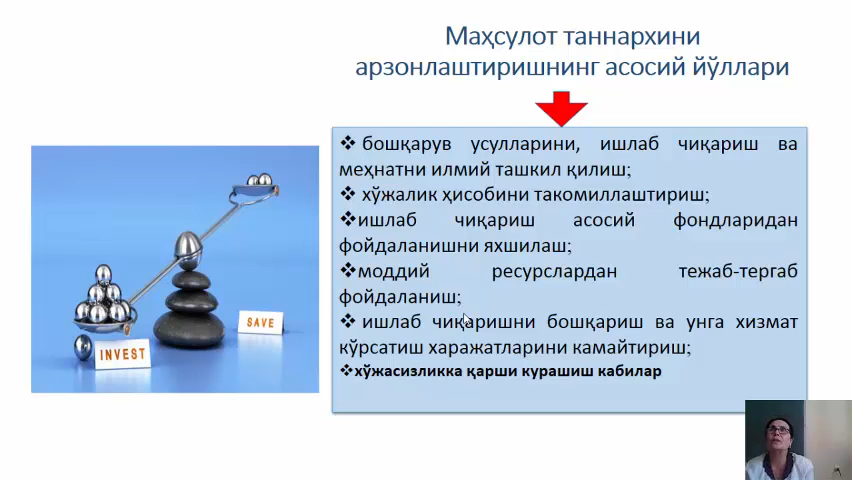 Маҳсулот таннархини
арзонлаштиришнинг асосий йўллари
❖ бошқарув усулларини, ишлаб чиқариш ва
меҳнатни илмий ташкил қилиш;
❖ хўжалик ҳисобини такомиллаштириш;
❖ишлаб чиқариш асосий фондларидан
фойдаланишни яхшилаш;
❖моддий ресурслардан тежаб-тергаб
фойдаланиш;
❖ ишлаб чиқаришни бошқариш ва унга хизмат
кўрсатиш харажатларини камайтириш;
❖хўжасизликка қарши курашиш кабилар
SAVE
INVEST